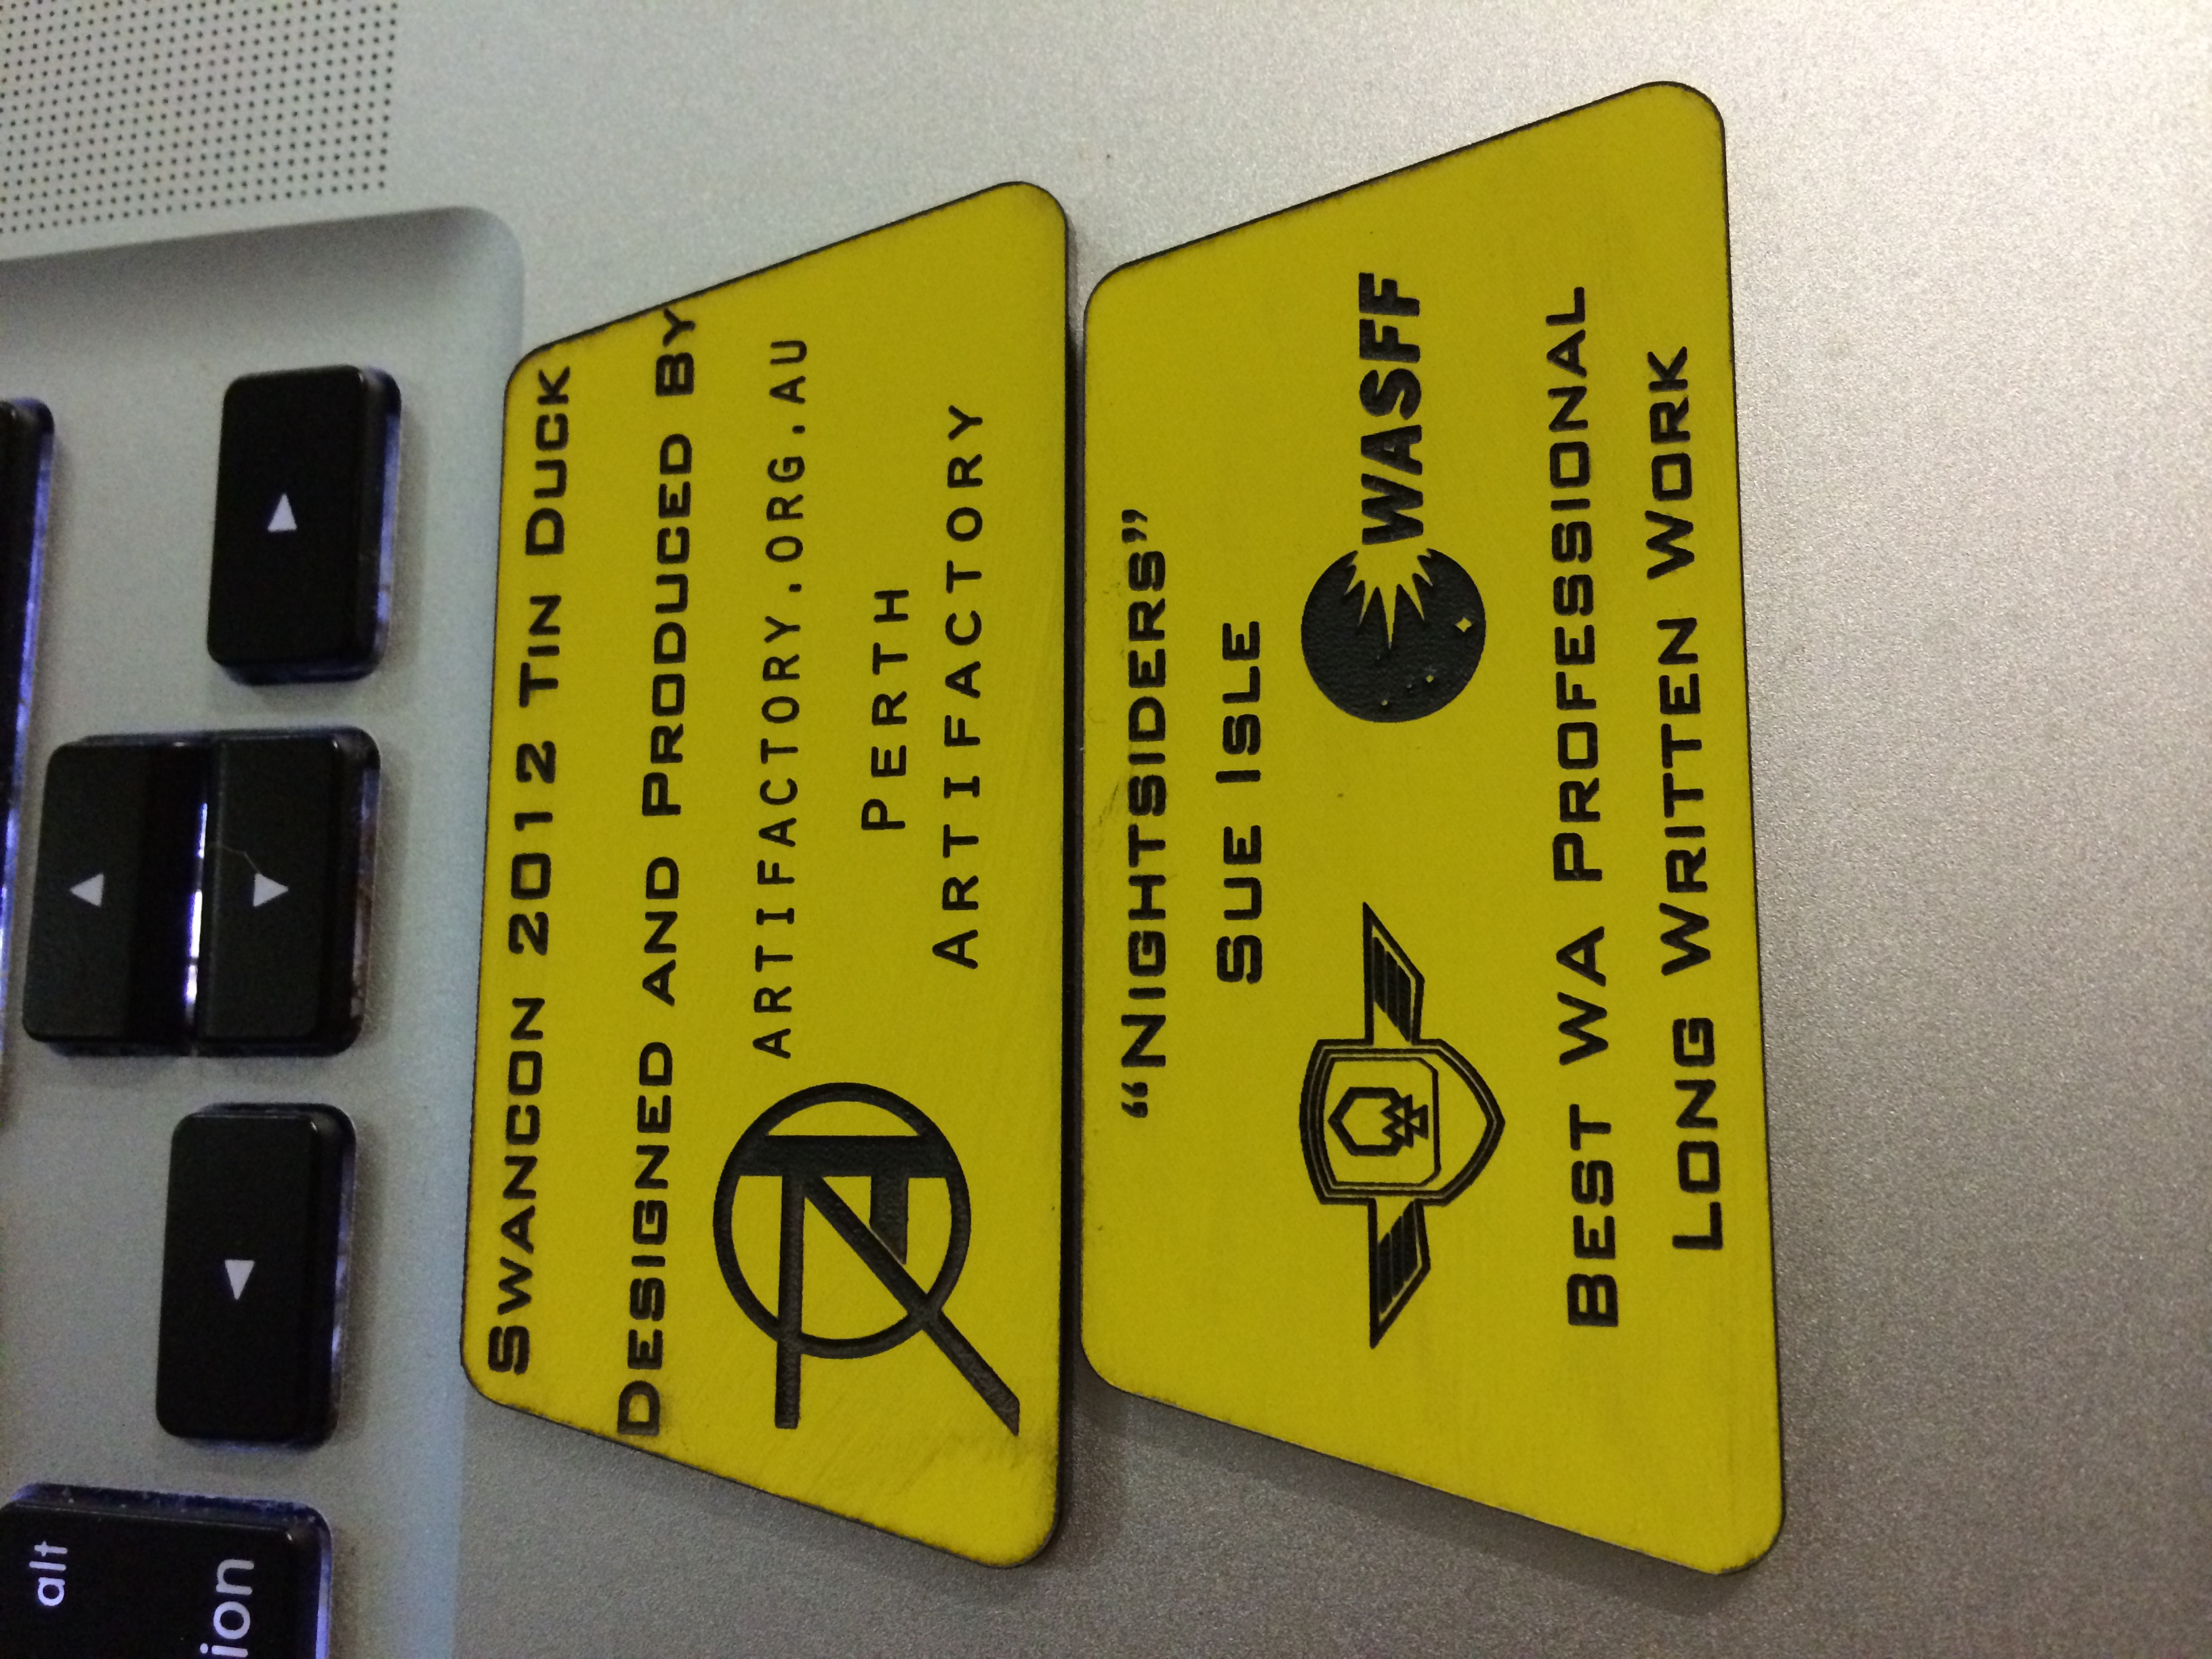 alt
ion
SWANCON 2012 TIN DUCK
DESIGNED AND PRODUCED BY
ARTIFACTORY.ORG.AU
PERTH
ARTIFACTORY
“NIGHTSIDERS”
SUE ISLE
WASFF
BEST WA PROFESSIONAL
LONG WRITTEN WORK